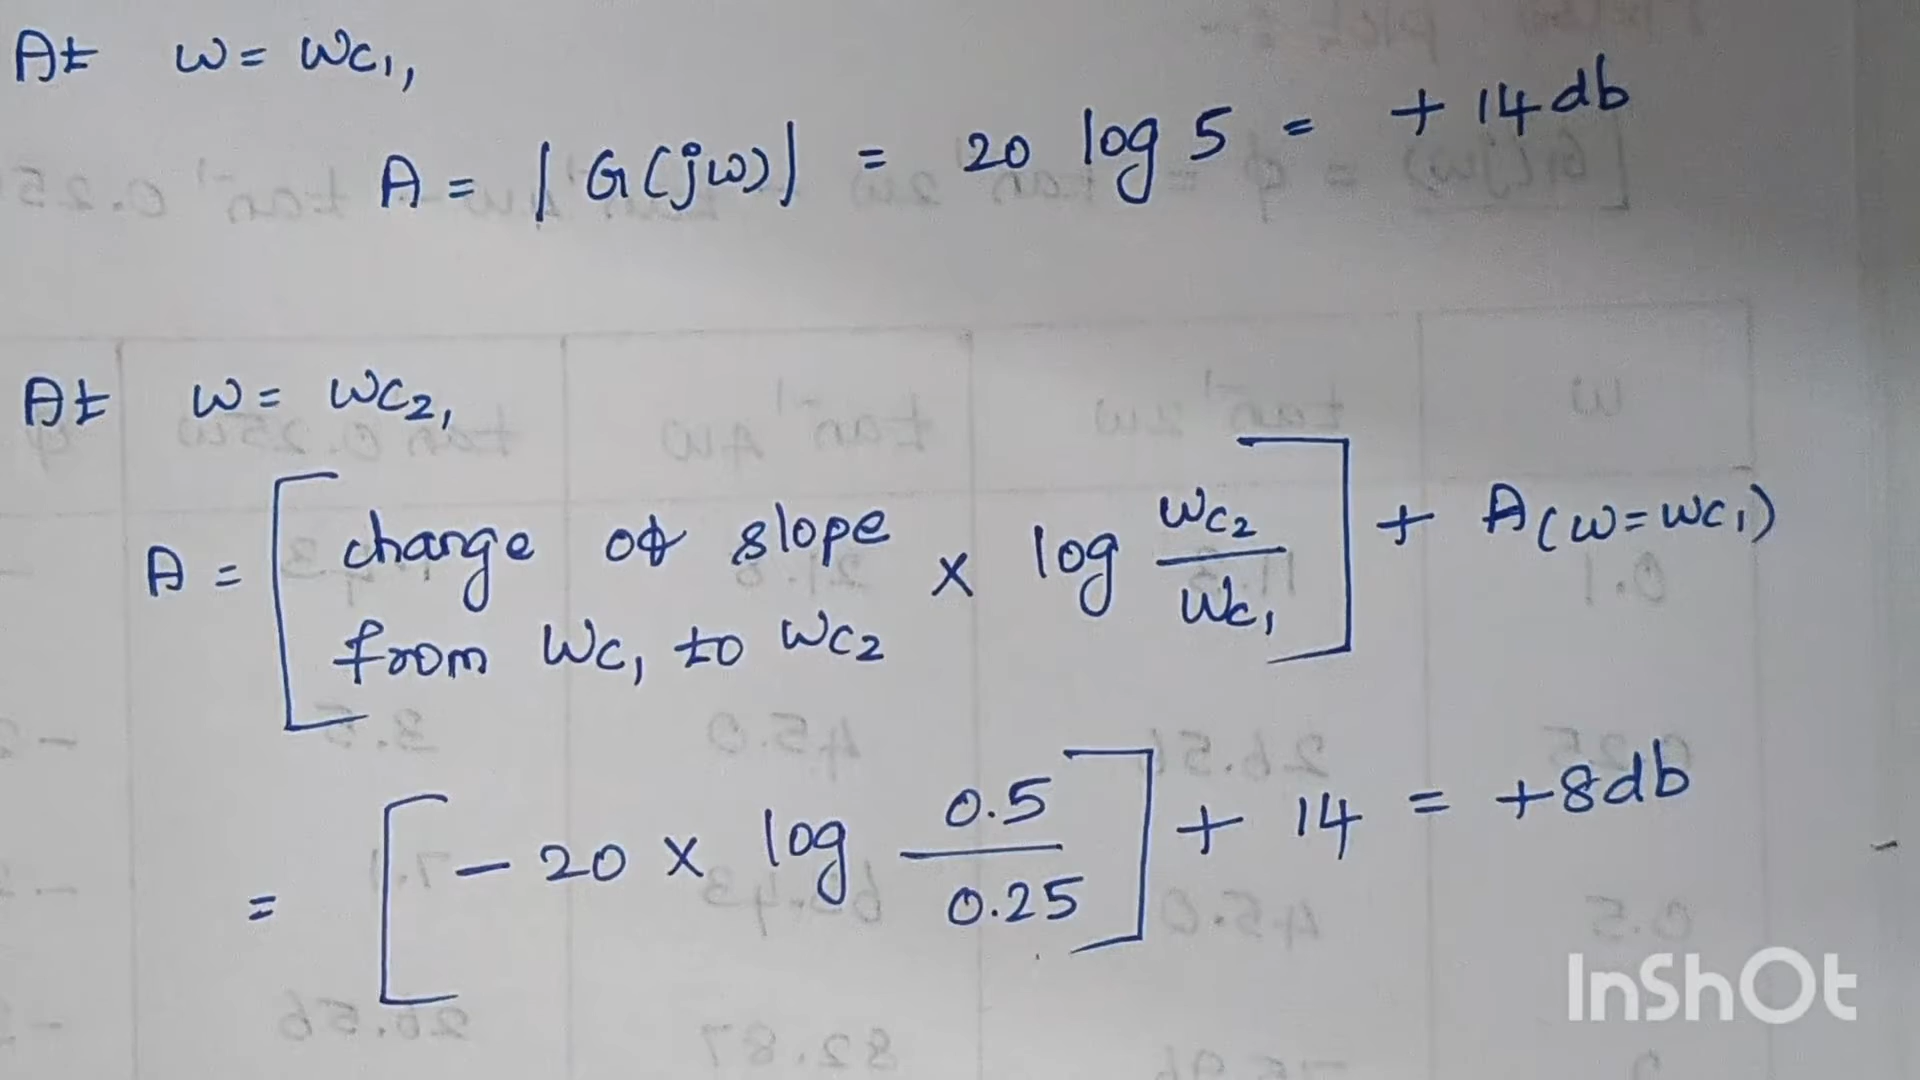 At ω = ωc1,
A = |G(jω)| = 20 log 5 = +14db
At ω = ωc2,
A = [change of slope from ωc1 to ωc2 × log ωc2/ωc1] + A(ω=ωc1)
= [-20 × log 0.5/0.25] + 14 = +8db
InShOt